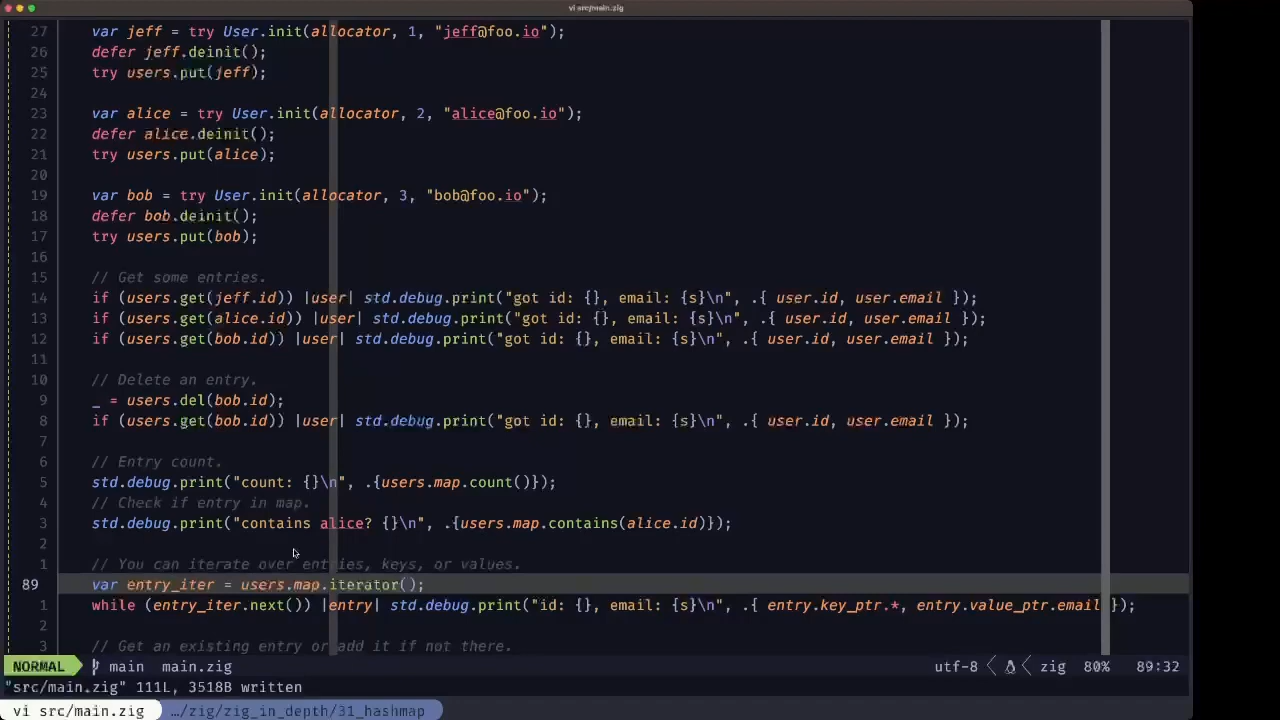 vi src/main.zig
27 var jeff = try User.init(allocator, 1, "jeff@foo.io");
26 defer jeff.deinit();
25 try users.put(jeff);
24
23 var alice = try User.init(allocator, 2, "alice@foo.io");
22 defer alice.deinit();
21 try users.put(alice);
20
19 var bob = try User.init(allocator, 3, "bob@foo.io");
18 defer bob.deinit();
17 try users.put(bob);
16
15 // Get some entries.
14 if (users.get(jeff.id)) |user| std.debug.print("got id: {}, email: {s}\n", .{ user.id, user.email });
13 if (users.get(alice.id)) |user| std.debug.print("got id: {}, email: {s}\n", .{ user.id, user.email });
12 if (users.get(bob.id)) |user| std.debug.print("got id: {}, email: {s}\n", .{ user.id, user.email });
11
10 // Delete an entry.
9 _ = users.del(bob.id);
8 if (users.get(bob.id)) |user| std.debug.print("got id: {}, email: {s}\n", .{ user.id, user.email });
7
6 // Entry count.
5 std.debug.print("count: {}\n", .{users.map.count()});
4 // Check if entry in map.
3 std.debug.print("contains alice? {}\n", .{users.map.contains(alice.id)});
2
1 // You can iterate over entries, keys, or values.
89 var entry_iter = users.map.iterator();
1 while (entry_iter.next()) |entry| std.debug.print("id: {}, email: {s}\n", .{ entry.key_ptr.*, entry.value_ptr.email });
2
3 // Get an existing entry or add it if not there.
NORMAL main main.zig utf-8 zig 80% 89:32
"src/main.zig" 111L, 3518B written
vi src/main.zig …/zig/zig_in_depth/31_hashmap